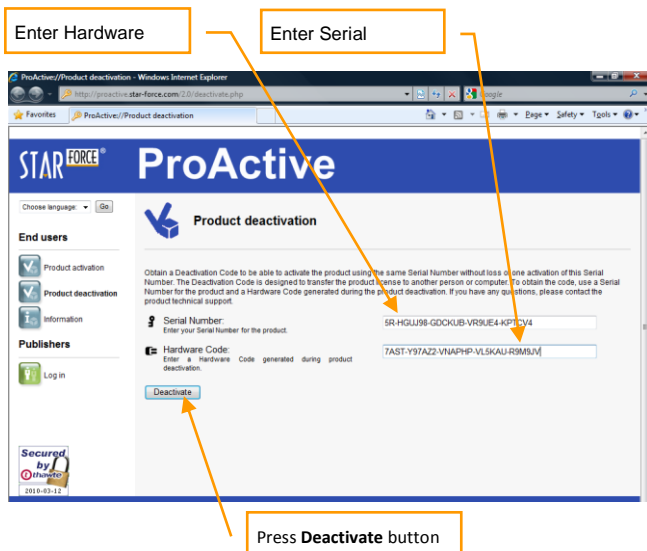 Enter Hardware
Enter Serial
ProActive://Product deactivation - Windows Internet Explorer
http://proactive.star-force.com/2.0/deactivate.php
Google
Favorites
ProActive://Product deactivation
Page
Safety
Tools
STAR FORCE®
ProActive
Choose language:
Go
Product deactivation
End users
Product activation
Product deactivation
Information
Publishers
Log in
Obtain a Deactivation Code to be able to activate the product using the same Serial Number without loss of one activation of this Serial
Number. The Deactivation Code is designed to transfer the product license to another person or computer. To obtain the code, use a Serial
Number for the product and a Hardware Code generated during the product deactivation. If you have any questions, please contact the
product technical support.
Serial Number:
Enter your Serial Number for the product.
5R-HGUJ98-GDCKUB-VR9UE4-KPTCV4
Hardware Code:
Enter a Hardware Code generated during product
deactivation.
7AST-Y97AZ2-VNAPHP-VL5KAU-R9M9JV
Deactivate
Secured
by
thawte
2010-03-12
Press Deactivate button